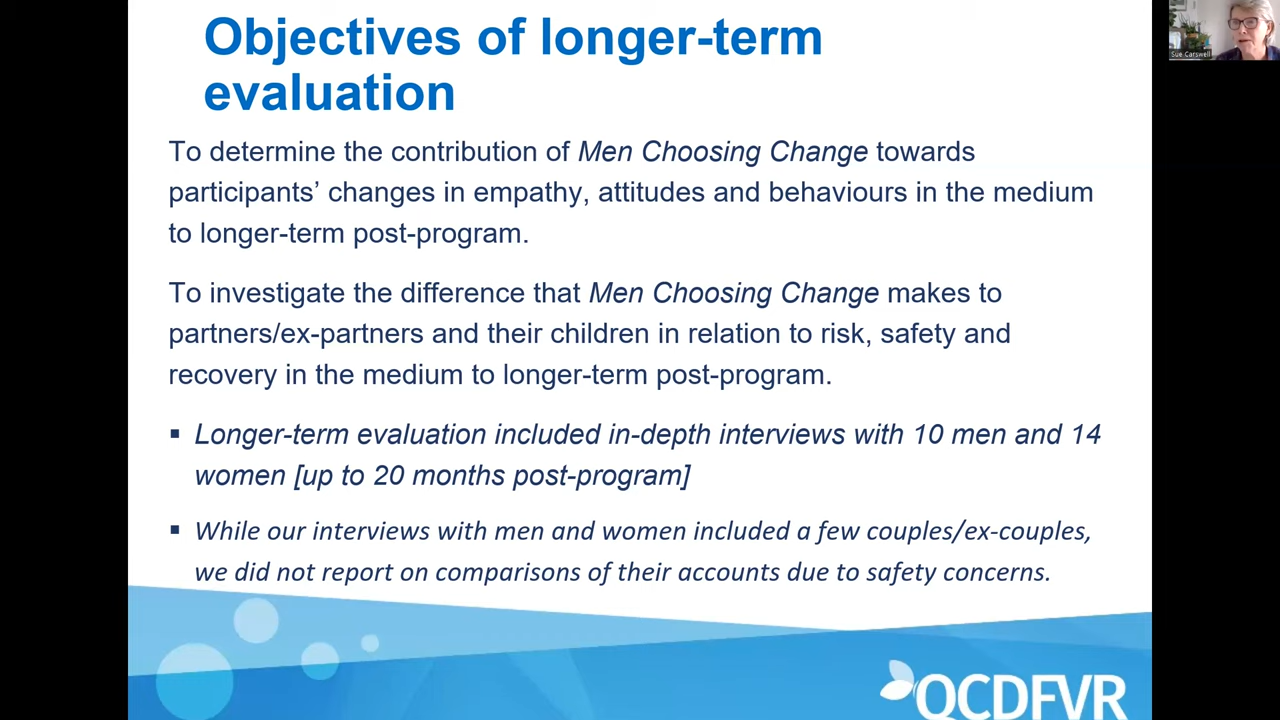 Objectives of longer-term
evaluation
To determine the contribution of Men Choosing Change towards
participants’ changes in empathy, attitudes and behaviours in the medium
to longer-term post-program.
To investigate the difference that Men Choosing Change makes to
partners/ex-partners and their children in relation to risk, safety and
recovery in the medium to longer-term post-program.
▪ Longer-term evaluation included in-depth interviews with 10 men and 14
women [up to 20 months post-program]
▪ While our interviews with men and women included a few couples/ex-couples,
we did not report on comparisons of their accounts due to safety concerns.
QCDFVR
Sue Carswell